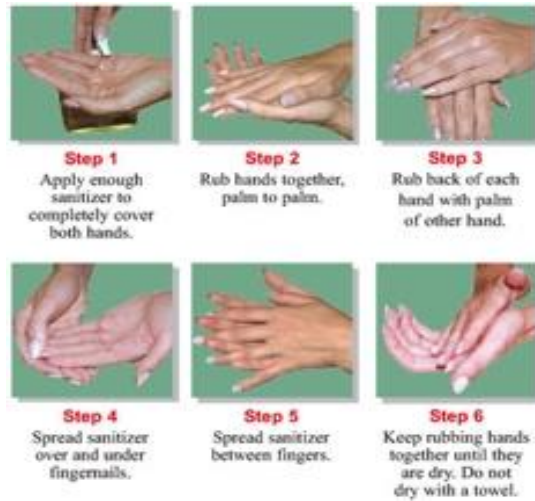 Step 1
Apply enough
sanitizer to
completely cover
both hands.
Step 2
Rub hands together,
palm to palm.
Step 3
Rub back of each
hand with palm
of other hand.
Step 4
Spread sanitizer
over and under
fingernails.
Step 5
Spread sanitizer
between fingers.
Step 6
Keep rubbing hands
together until they
are dry. Do not
dry with a towel.